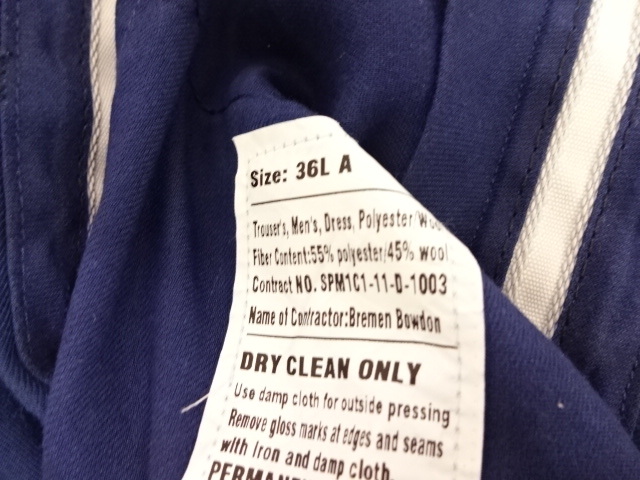 Size: 36L A
Trouser's, Men's, Dress, Polyester/Wo
Fiber Content:55% polyester/45% wool
Contract NO. SPM1C1-11-D-1003
Name of Contractor:Bremen Bowdon
DRY CLEAN ONLY
Use damp cloth for outside pressing
Remove gloss marks at edges and seams
with Iron and damp cloth.
PERMANE